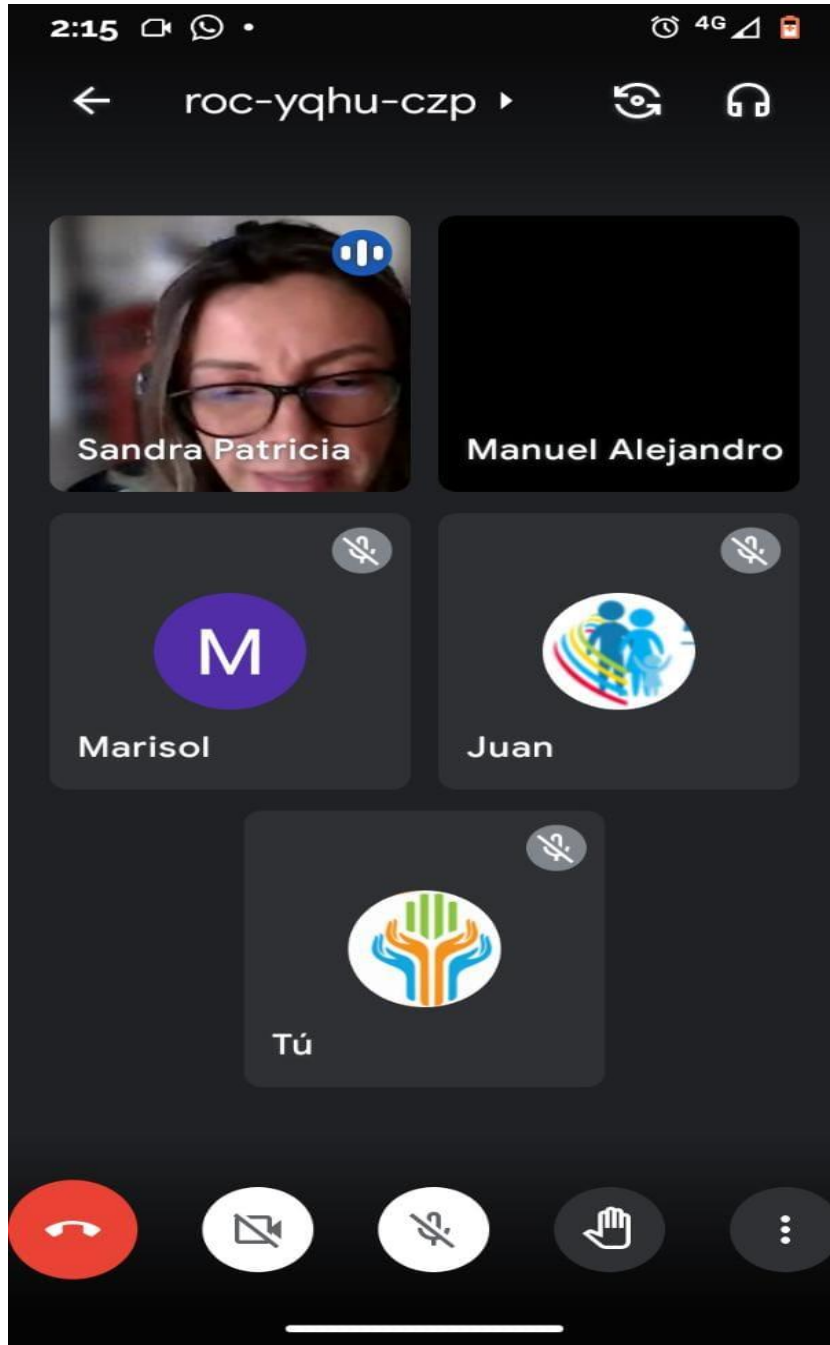 2:15
4G
roc-yqhu-czp
Sandra Patricia
Manuel Alejandro
M
Marisol
Juan
Tú